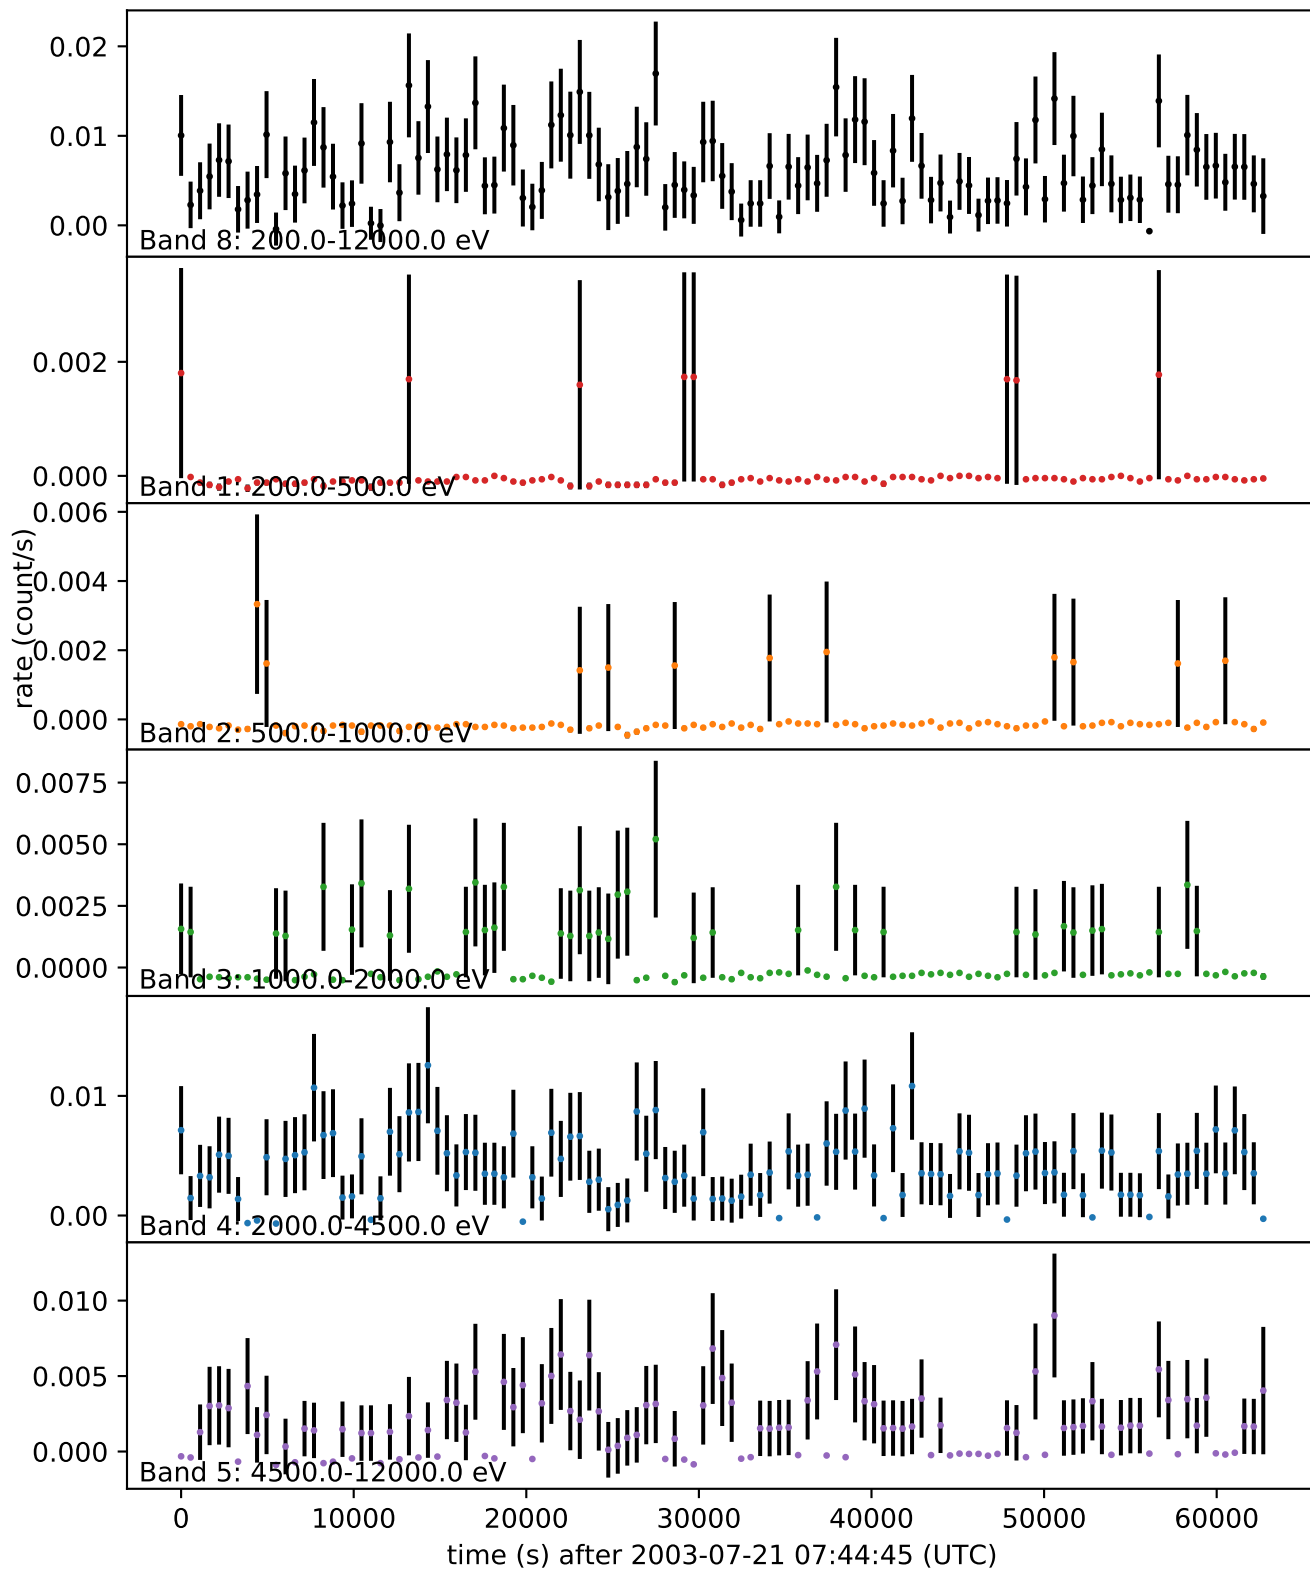 0.02
0.01
0.00
Band 8: 200.0-12000.0 eV
0.002
0.000
Band 1: 200.0-500.0 eV
0.006
0.004
0.002
0.000
Band 2: 500.0-1000.0 eV
rate (count/s)
0.0075
0.0050
0.0025
0.0000
Band 3: 1000.0-2000.0 eV
0.01
0.00
Band 4: 2000.0-4500.0 eV
0.010
0.005
0.000
Band 5: 4500.0-12000.0 eV
0 10000 20000 30000 40000 50000 60000
time (s) after 2003-07-21 07:44:45 (UTC)